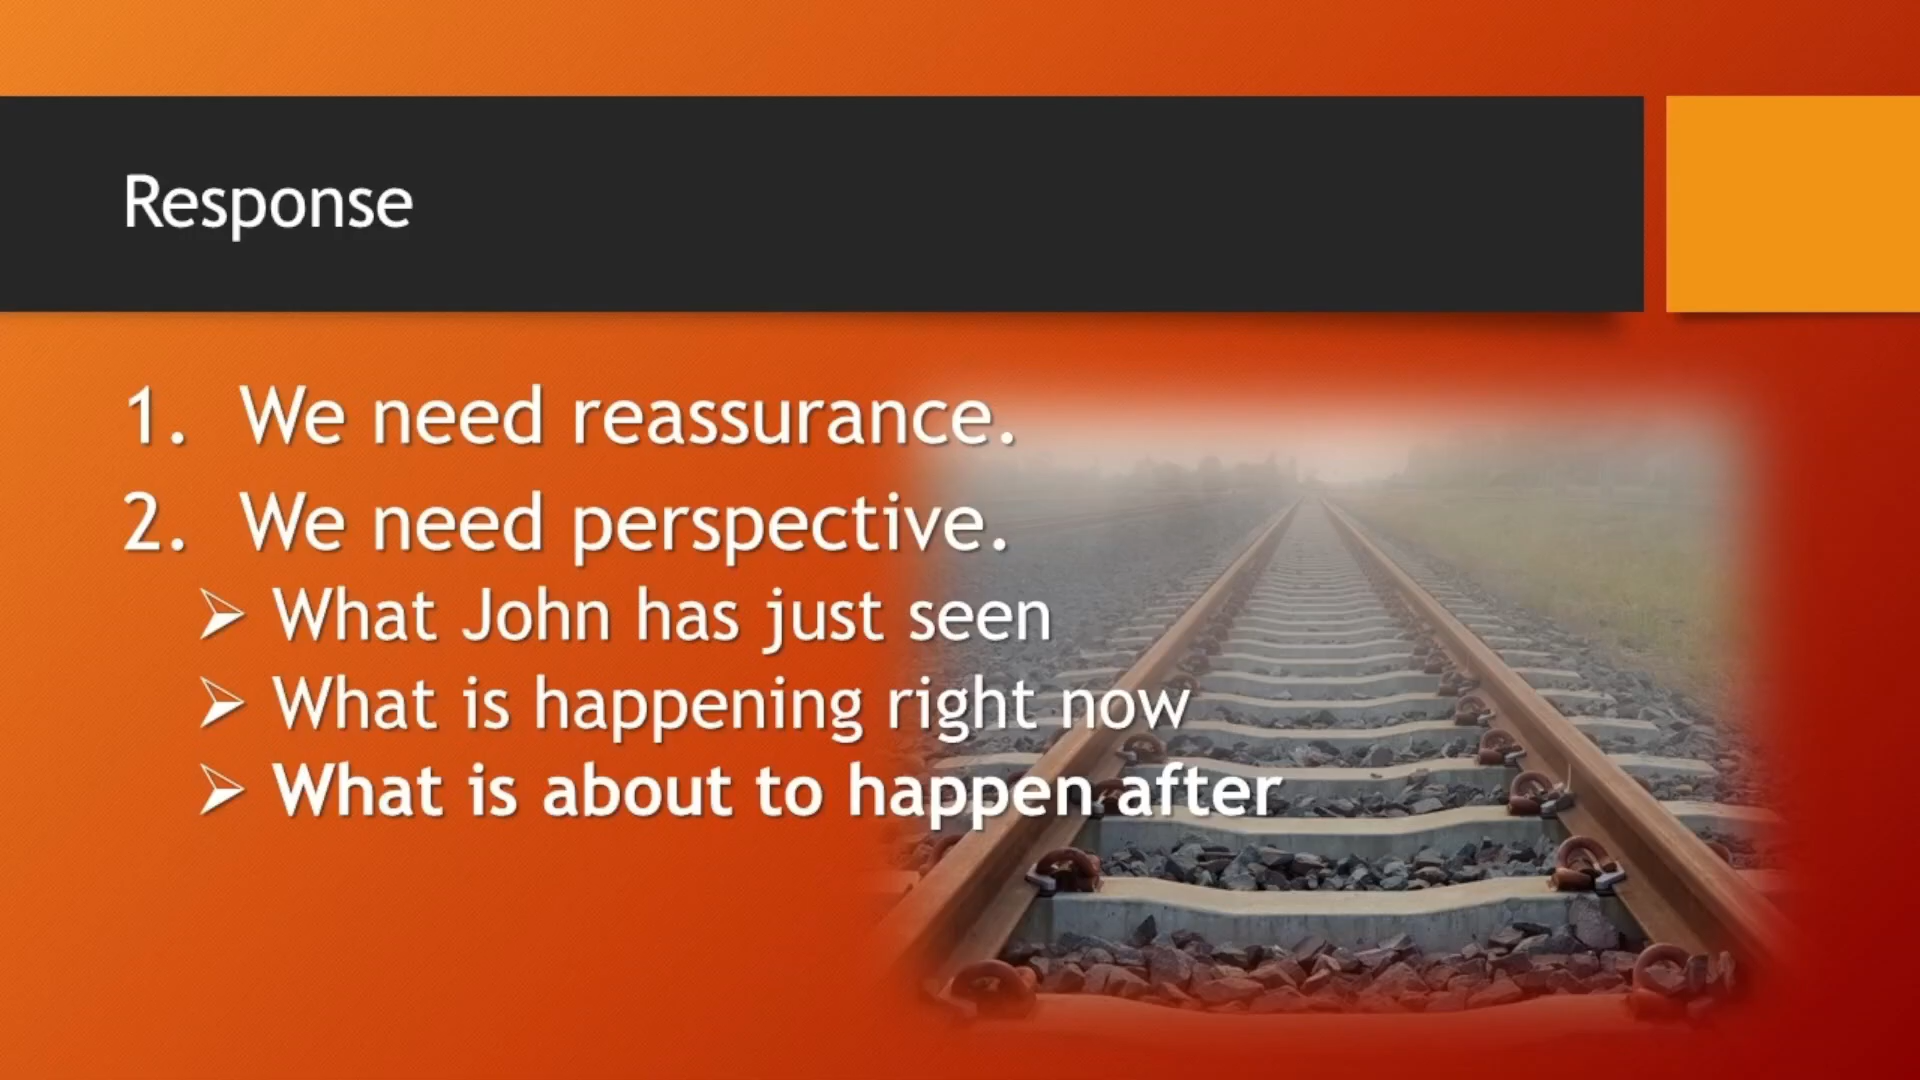 Response
1. We need reassurance.
2. We need perspective.
➢ What John has just seen
➢ What is happening right now
➢ What is about to happen after